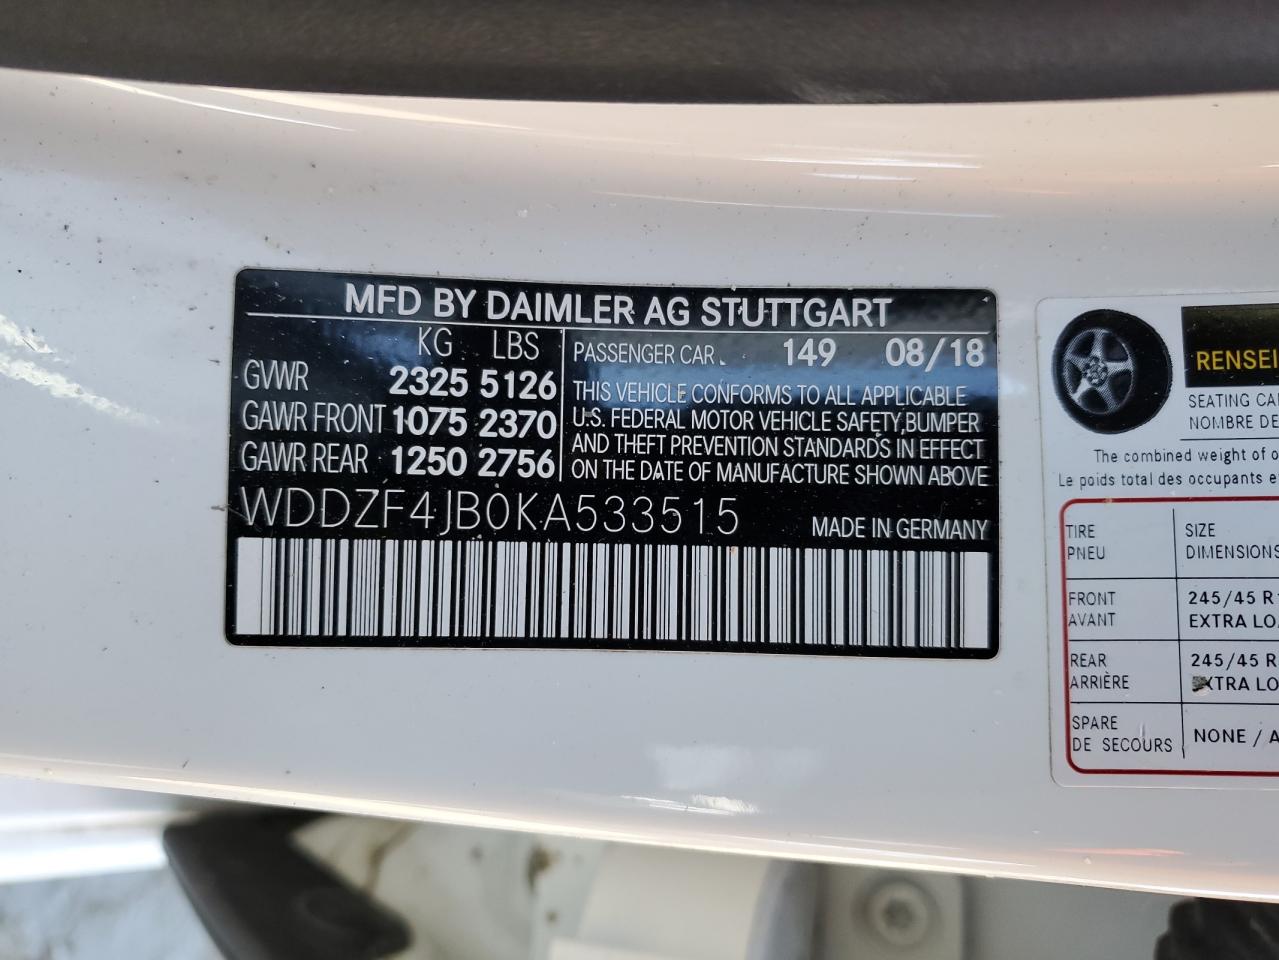 MFD BY DAIMLER AG STUTTGART
KG LBS
GVWR 2325 5126
GAWR FRONT 1075 2370
GAWR REAR 1250 2756
PASSENGER CAR 149 08/18
THIS VEHICLE CONFORMS TO ALL APPLICABLE
U.S. FEDERAL MOTOR VEHICLE SAFETY,BUMPER
AND THEFT PREVENTION STANDARDS IN EFFECT
ON THE DATE OF MANUFACTURE SHOWN ABOVE
WDDZF4JB0KA533515 MADE IN GERMANY
RENSEI
SEATING CA
NOMBRE DE
The combined weight of o
Le poids total des occupants e
TIRE SIZE
PNEU DIMENSIONS
FRONT 245/45 R
AVANT EXTRA LO
REAR 245/45 R
ARRIÈRE EXTRA LO
SPARE
DE SECOURS NONE / A